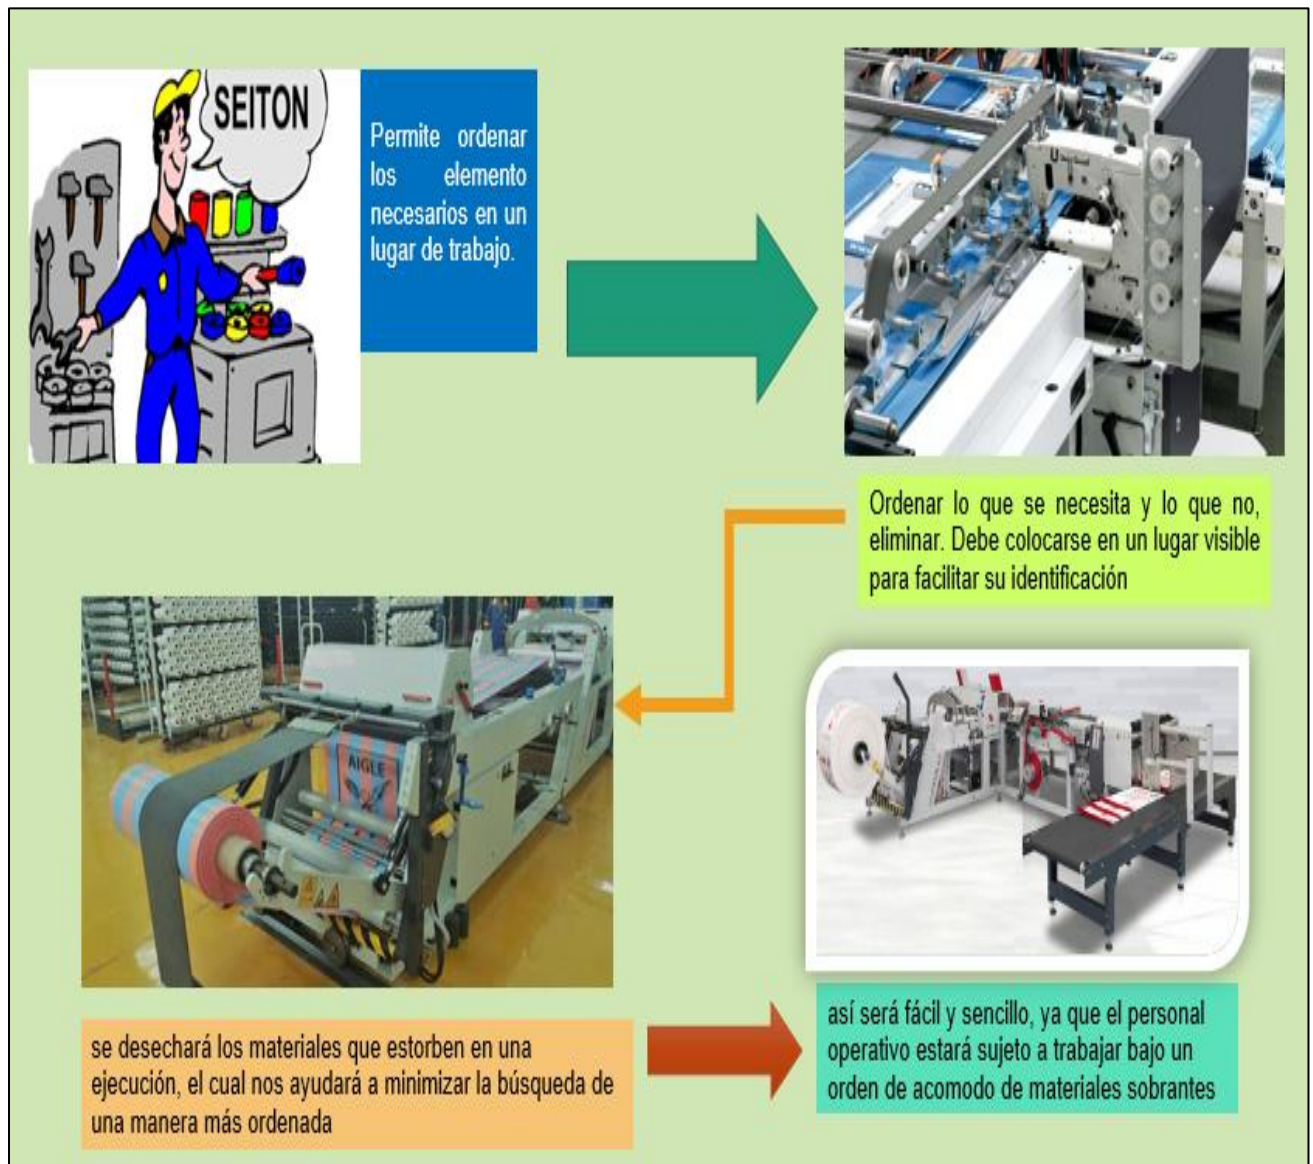 SEITON
Permite ordenar
los elemento
necesarios en un
lugar de trabajo.
Ordenar lo que se necesita y lo que no,
eliminar. Debe colocarse en un lugar visible
para facilitar su identificación
AIGLE
se desechará los materiales que estorben en una
ejecución, el cual nos ayudará a minimizar la búsqueda de
una manera más ordenada
así será fácil y sencillo, ya que el personal
operativo estará sujeto a trabajar bajo un
orden de acomodo de materiales sobrantes